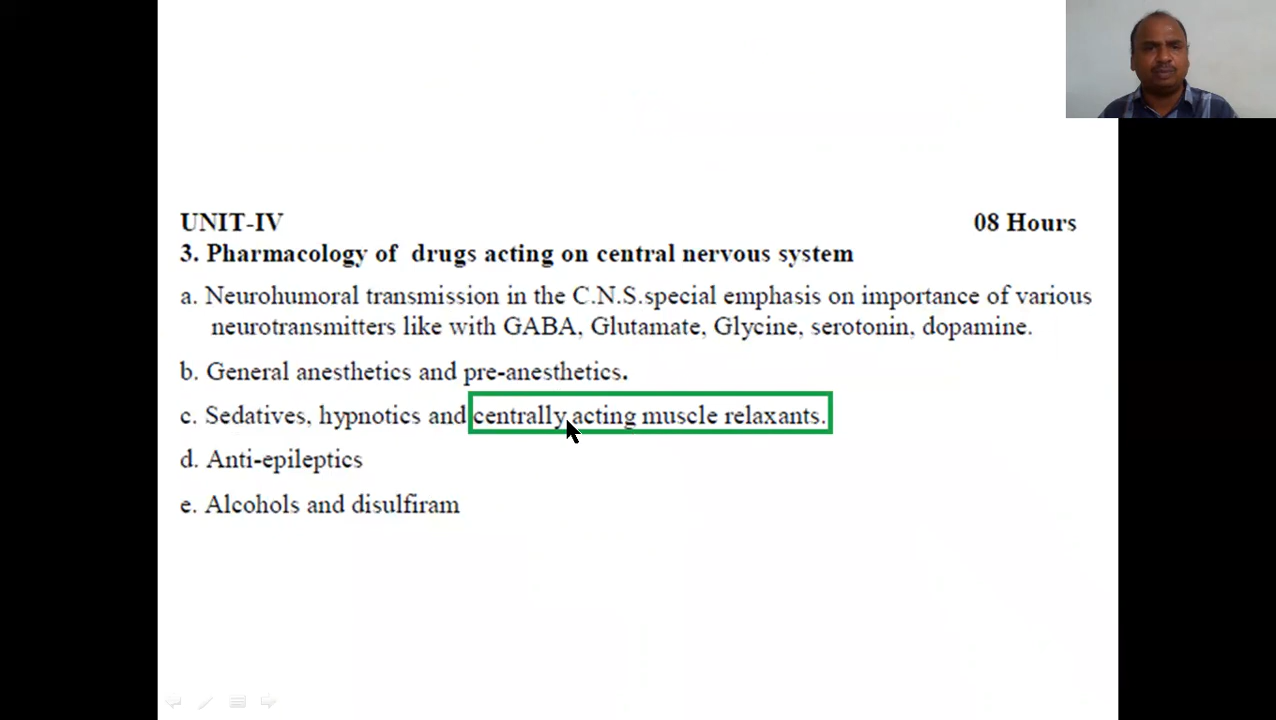 UNIT-IV 08 Hours
3. Pharmacology of drugs acting on central nervous system
a. Neurohumoral transmission in the C.N.S.special emphasis on importance of various
neurotransmitters like with GABA, Glutamate, Glycine, serotonin, dopamine.
b. General anesthetics and pre-anesthetics.
c. Sedatives, hypnotics and centrally acting muscle relaxants.
d. Anti-epileptics
e. Alcohols and disulfiram